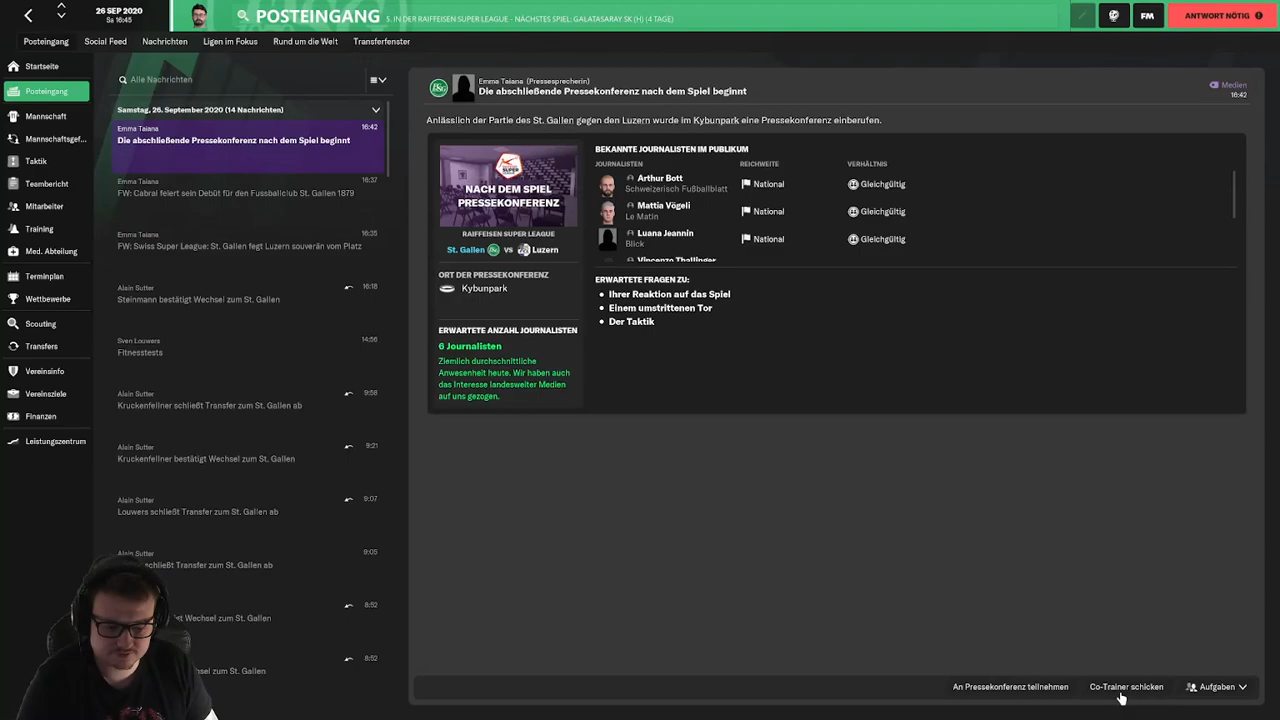 26 SEP 2020
Sa 16:45
POSTEINGANG
5. IN DER RAIFFEISEN SUPER LEAGUE - NÄCHSTES SPIEL: GALATASARAY SK (H) (4 TAGE)
FM
ANTWORT NÖTIG
Posteingang
Social Feed
Nachrichten
Ligen im Fokus
Rund um die Welt
Transferfenster
Startseite
Posteingang
Mannschaft
Mannschaftsgef...
Taktik
Teambericht
Mitarbeiter
Training
Med. Abteilung
Terminplan
Wettbewerbe
Scouting
Transfers
Vereinsinfo
Vereinsziele
Finanzen
Leistungszentrum
Alle Nachrichten
Samstag, 26. September 2020 (14 Nachrichten)
Emma Taiana 16:42
Die abschließende Pressekonferenz nach dem Spiel beginnt
Emma Taiana 16:37
FW: Cabral feiert sein Debüt für den Fussballclub St. Gallen 1879
Emma Taiana 16:35
FW: Swiss Super League: St. Gallen fegt Luzern souverän vom Platz
Alain Sutter 16:18
Steinmann bestätigt Wechsel zum St. Gallen
Sven Louwers 14:56
Fitnesstests
Alain Sutter 9:58
Kruckenfellner schließt Transfer zum St. Gallen ab
Alain Sutter 9:21
Kruckenfellner bestätigt Wechsel zum St. Gallen
Alain Sutter 9:07
Louwers schließt Transfer zum St. Gallen ab
Alain Sutter 9:05
Transfer zum St. Gallen ab
8:52
Wechsel zum St. Gallen
8:52
zum St. Gallen
Emma Taiana (Pressesprecherin)
Die abschließende Pressekonferenz nach dem Spiel beginnt
Medien
16:42
Anlässlich der Partie des St. Gallen gegen den Luzern wurde im Kybunpark eine Pressekonferenz einberufen.
NACH DEM SPIEL
PRESSEKONFERENZ
RAIFFEISEN SUPER LEAGUE
St. Gallen vs Luzern
ORT DER PRESSEKONFERENZ
Kybunpark
ERWARTETE ANZAHL JOURNALISTEN
6 Journalisten
Ziemlich durchschnittliche
Anwesenheit heute. Wir haben auch
das Interesse landesweiter Medien
auf uns gezogen.
BEKANNTE JOURNALISTEN IM PUBLIKUM
JOURNALISTEN REICHWEITE VERHÄLTNIS
Arthur Bott
Schweizerisch Fußballblatt
National
Gleichgültig
Mattia Vögeli
Le Matin
National
Gleichgültig
Luana Jeannin
Blick
National
Gleichgültig
Vincenzo Thallinger
ERWARTETE FRAGEN ZU:
Ihrer Reaktion auf das Spiel
Einem umstrittenen Tor
Der Taktik
An Pressekonferenz teilnehmen
Co-Trainer schicken
Aufgaben